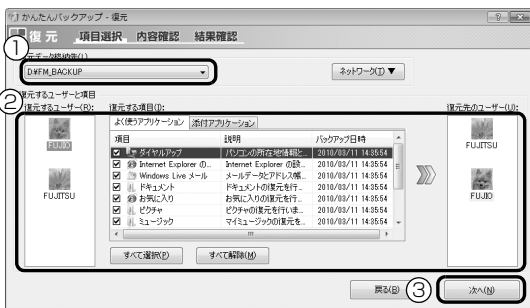 かんたんバックアップ - 復元
復元 項目選択 内容確認 結果確認
①
復元データ格納先(L)
D:¥FM_BACKUP ネットワーク(T)▼
復元するユーザーと項目
②
復元するユーザー(R): 復元する項目(I): 復元先のユーザー(U):
よく使うアプリケーション 添付アプリケーション
項目 説明 バックアップ日時
ダイヤルアップ パソコンの所在地情報と... 2010/03/11 14:35:54
Internet Explorer の... Internet Explorer の設... 2010/03/11 14:35:54
Windows Live メール メールデータとアドレス帳... 2010/03/11 14:35:54
ドキュメント ドキュメントの復元を行... 2010/03/11 14:35:54
お気に入り お気に入りの復元を行... 2010/03/11 14:35:54
ピクチャ ピクチャの復元を行いま... 2010/03/11 14:35:54
ミュージック マイミュージックの復元を... 2010/03/11 14:35:54
FUJIO FUJITSU
FUJITSU FUJIO
すべて選択(P) すべて解除(M)
戻る(B) ③ 次へ(N)